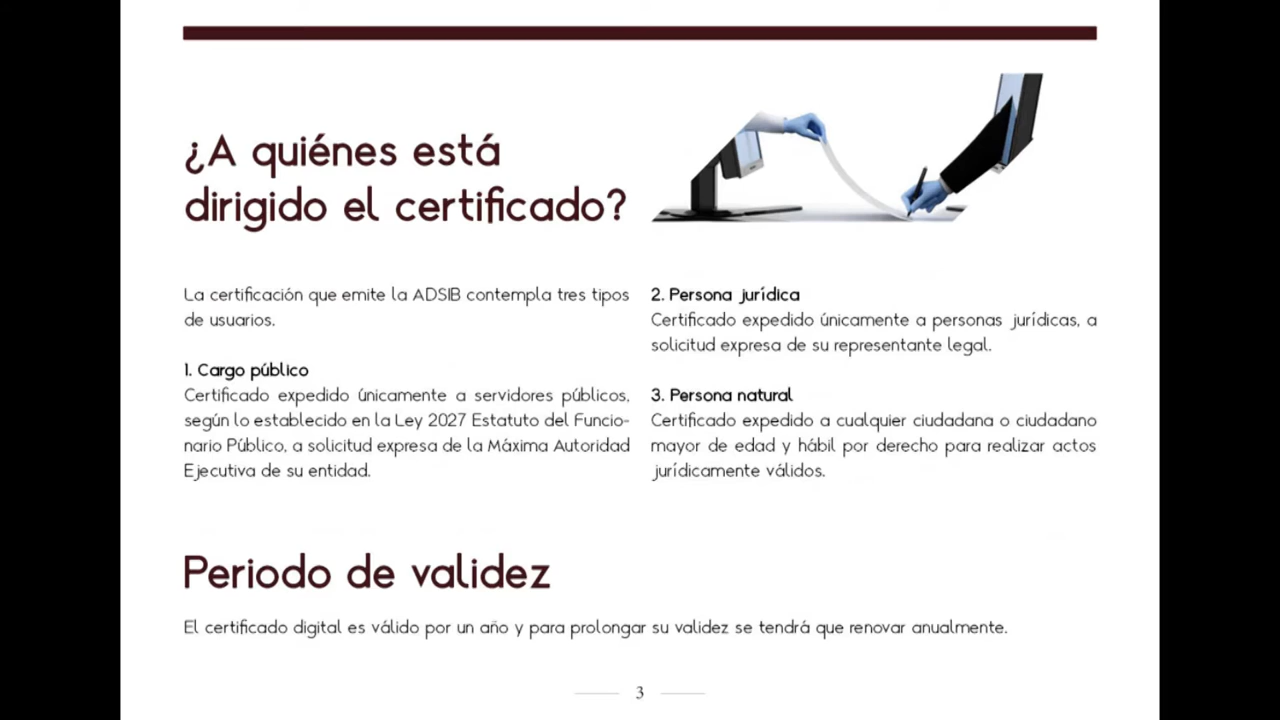 ¿A quiénes está
dirigido el certificado?
La certificación que emite la ADSIB contempla tres tipos
de usuarios.
1. Cargo público
Certificado expedido únicamente a servidores públicos,
según lo establecido en la Ley 2027 Estatuto del Funcio-
nario Público, a solicitud expresa de la Máxima Autoridad
Ejecutiva de su entidad.
2. Persona jurídica
Certificado expedido únicamente a personas jurídicas, a
solicitud expresa de su representante legal.
3. Persona natural
Certificado expedido a cualquier ciudadana o ciudadano
mayor de edad y hábil por derecho para realizar actos
jurídicamente válidos.
Periodo de validez
El certificado digital es válido por un año y para prolongar su validez se tendrá que renovar anualmente.
3